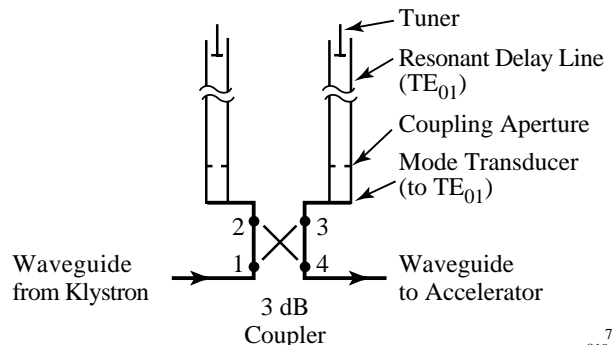 Tuner
Resonant Delay Line
(TE01)
Coupling Aperture
Mode Transducer
(to TE01)
2
3
1
4
Waveguide
from Klystron
Waveguide
to Accelerator
3 dB
Coupler
7